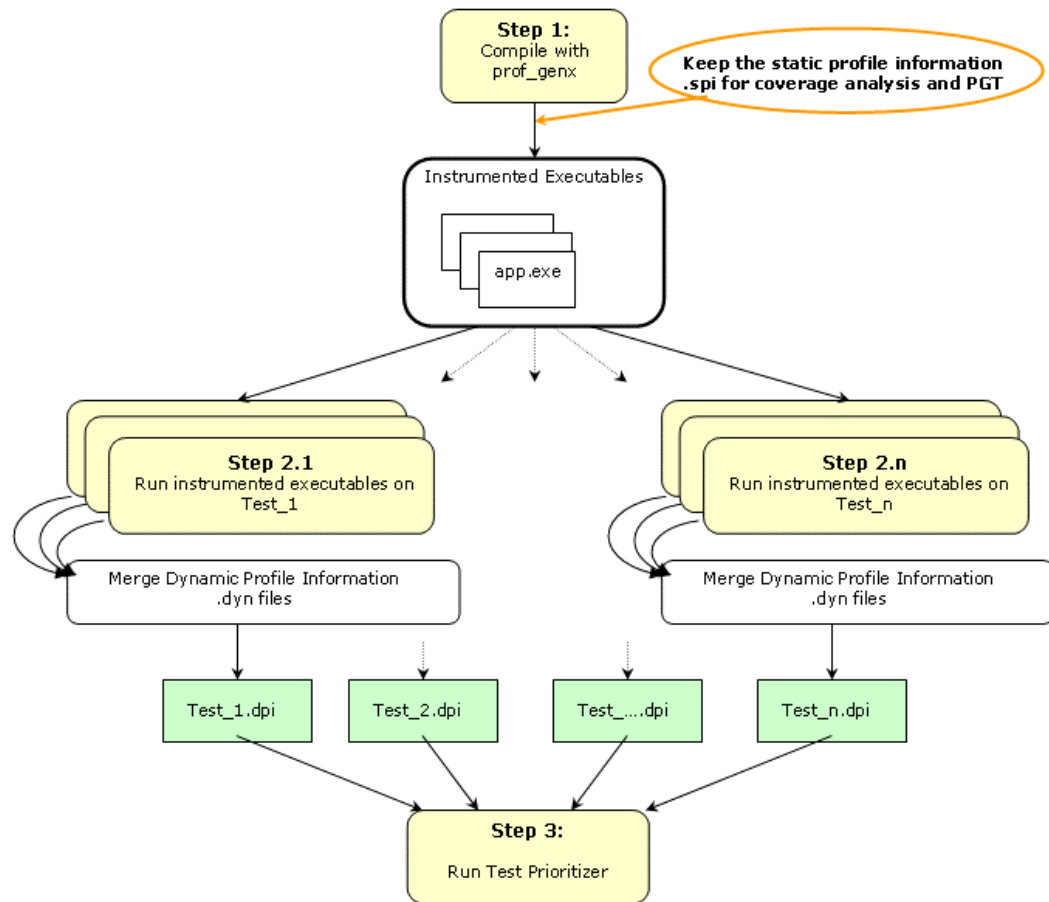 Step 1:
Compile with
prof_genx
Keep the static profile information
.spi for coverage analysis and PGT
Instrumented Executables
app.exe
Step 2.1
Run instrumented executables on
Test_1
Step 2.n
Run instrumented executables on
Test_n
Merge Dynamic Profile Information
.dyn files
Merge Dynamic Profile Information
.dyn files
Test_1.dpi
Test_2.dpi
Test_....dpi
Test_n.dpi
Step 3:
Run Test Prioritizer